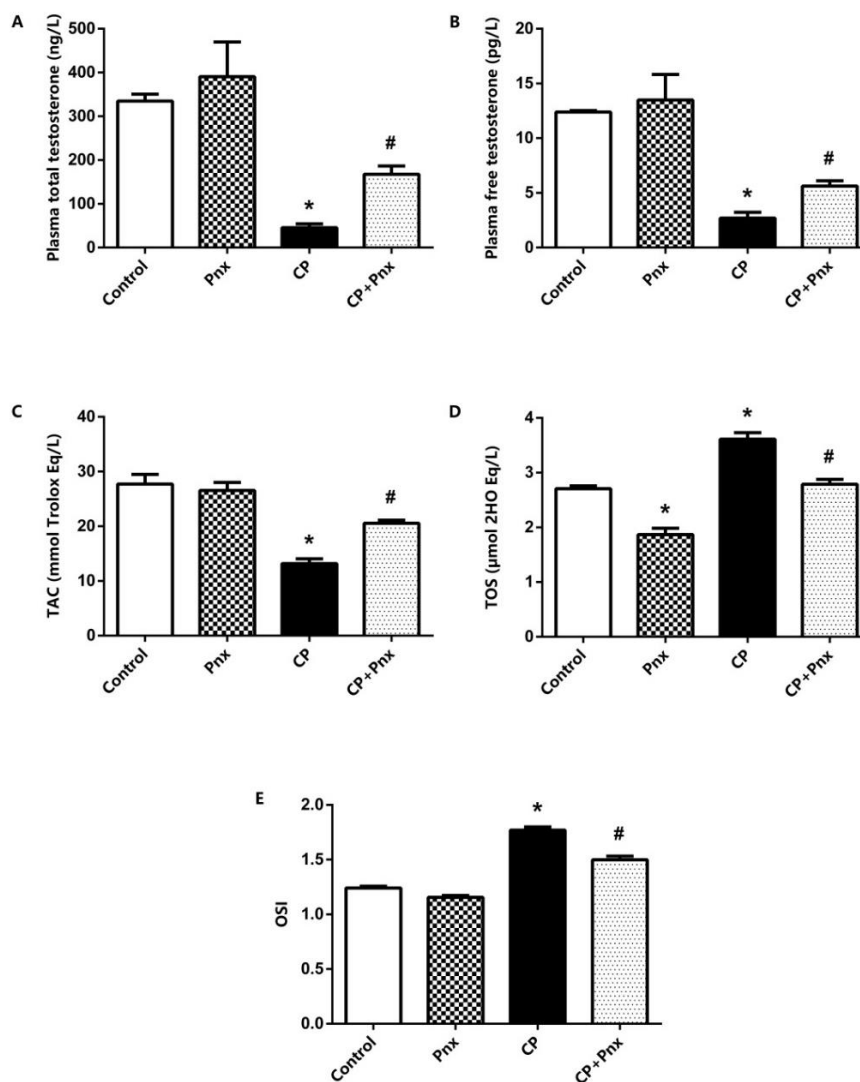 A
Plasma total testosterone (ng/L)
500
400
300
200
100
0
*
#
Control
Pnx
CP
CP+Pnx
B
Plasma free testosterone (pg/L)
20
15
10
5
0
*
#
Control
Pnx
CP
CP+Pnx
C
TAC (mmol Trolox Eq/L)
40
30
20
10
0
*
#
Control
Pnx
CP
CP+Pnx
D
TOS (µmol 2HO Eq/L)
4
3
2
1
0
*
*
#
Control
Pnx
CP
CP+Pnx
E
OSI
2.0
1.5
1.0
0.5
0.0
*
#
Control
Pnx
CP
CP+Pnx